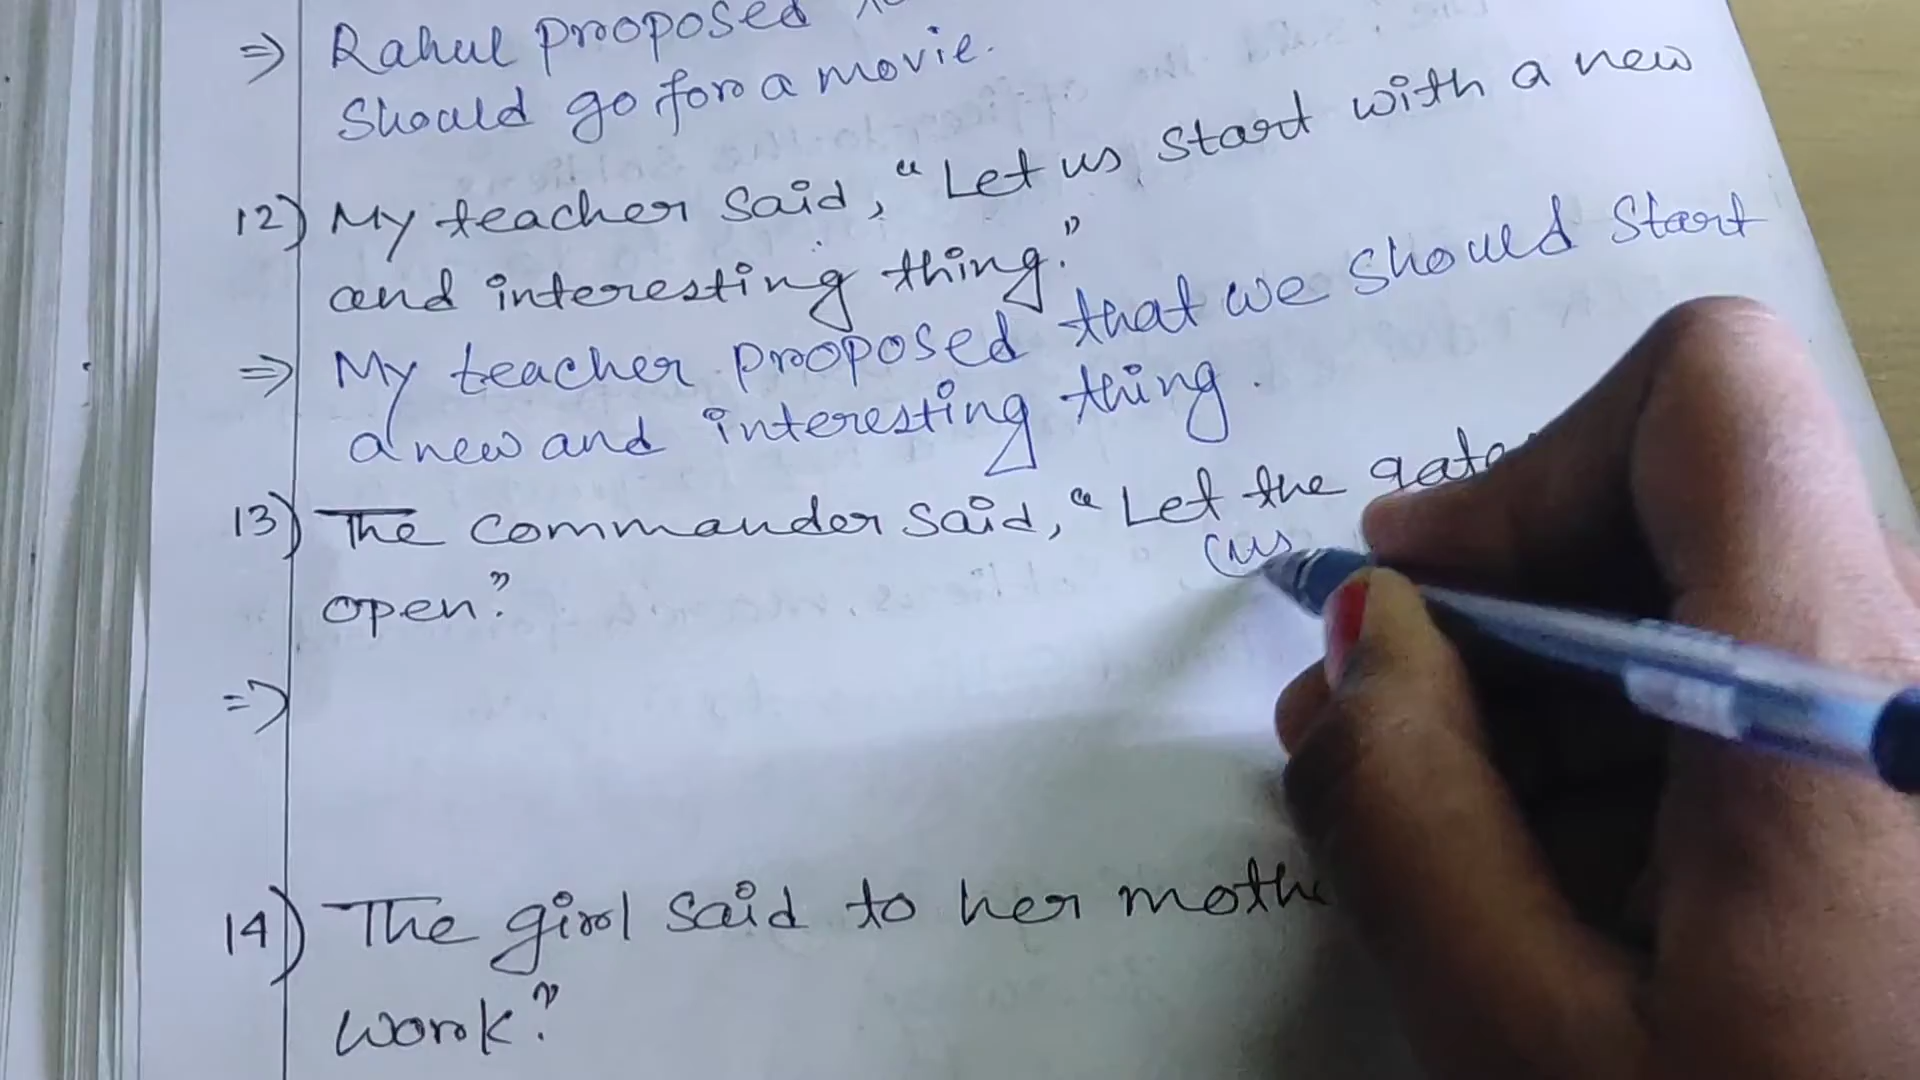 => Rahul proposed
Should go for a movie.
12) My teacher said, "Let us start with a new
and interesting thing."
=> My teacher proposed that we should start
a new and interesting thing.
13) The commander said, "Let the gate
(us
open."
=>
14) The girl said to her
work."